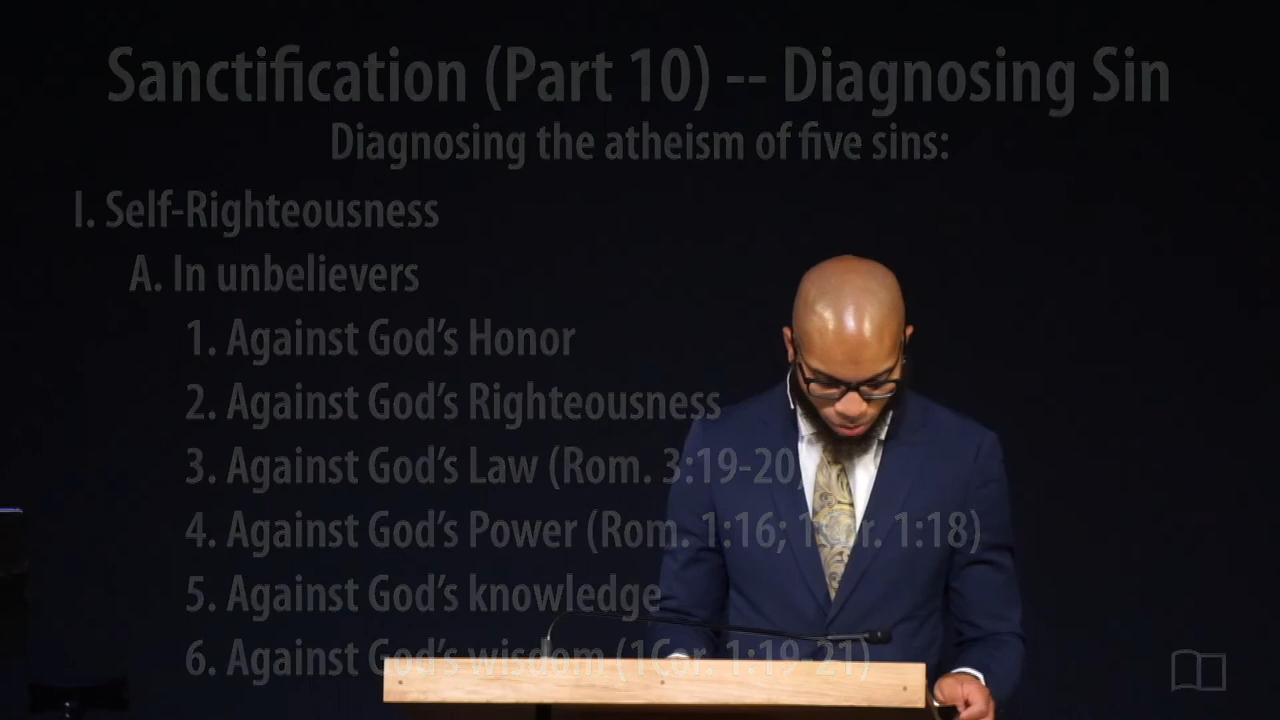 Sanctification (Part 10) -- Diagnosing Sin
Diagnosing the atheism of five sins:
I. Self-Righteousness
A. In unbelievers
1. Against God's Honor
2. Against God's Righteousness
3. Against God's Law (Rom. 3:19-20)
4. Against God's Power (Rom. 1:16; 1Cor. 1:18)
5. Against God's knowledge
6. Against God's wisdom (1Cor. 1:19-21)